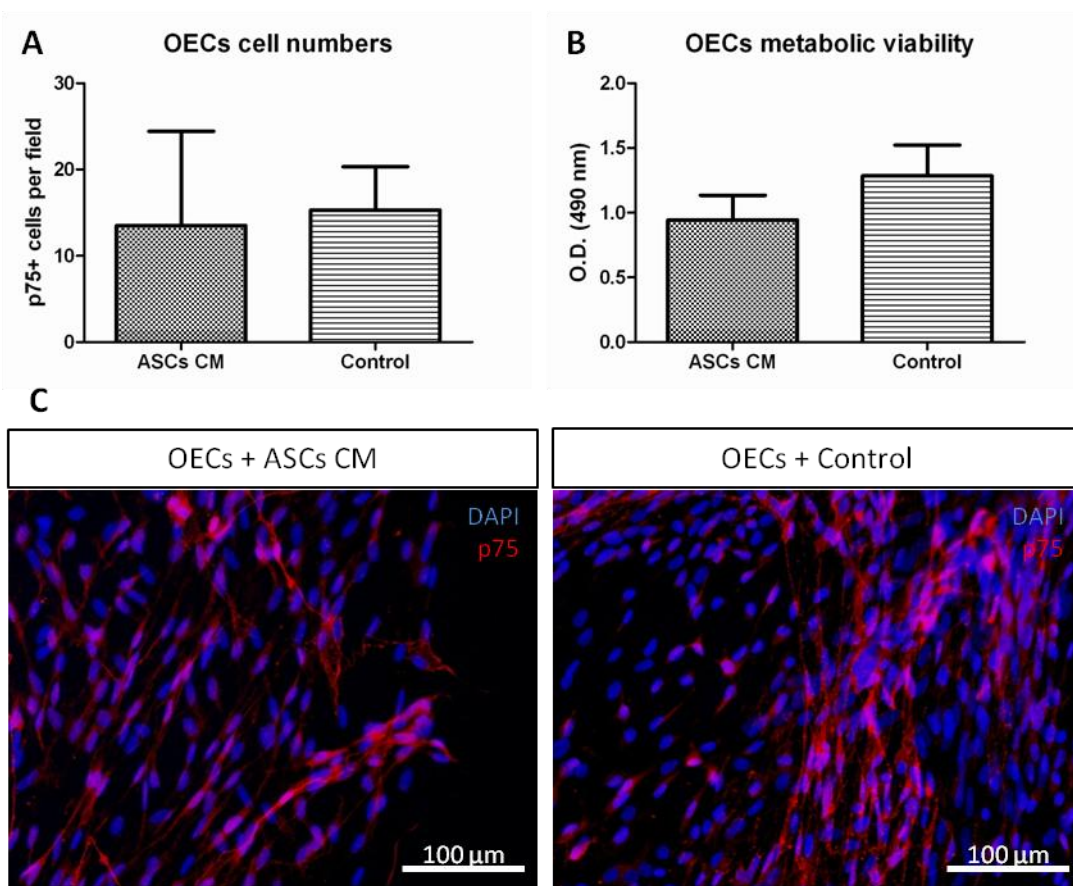 A
OECs cell numbers
p75+ cells per field
30
20
10
0
ASCs CM
Control
B
OECs metabolic viability
O.D. (490 nm)
2.0
1.5
1.0
0.5
0.0
ASCs CM
Control
C
OECs + ASCs CM
DAPI
p75
100 µm
OECs + Control
DAPI
p75
100 µm